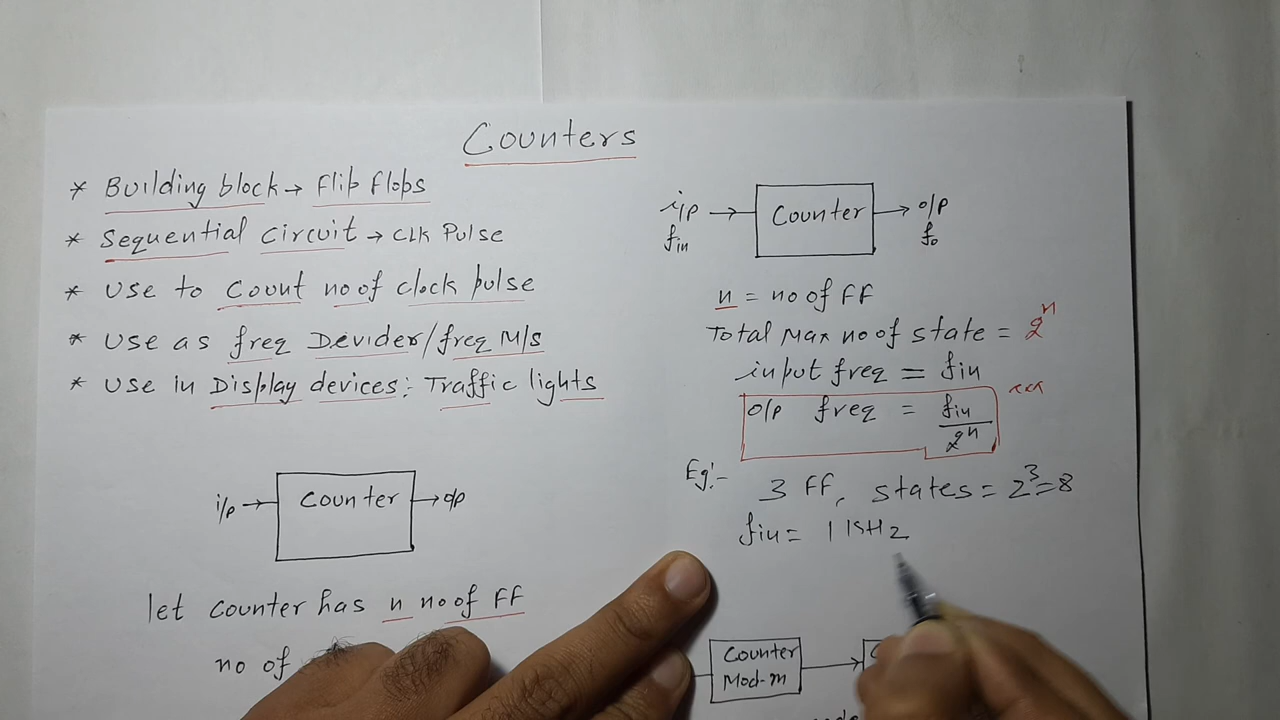 Counters
* Building block → Flip flops
* Sequential circuit → CLK Pulse
* Use to Count no of clock pulse
* Use as freq Devider/freq M/s
* Use in Display devices:- Traffic lights
i/p → Counter → o/p
let counter has n no of FF
no of
i/p → Counter → o/p
fin fo
n = no of FF
Total Max no of state = 2^n
input freq = fin
o/p freq = fin/2^n
Eg:- 3 FF, states = 2^3 = 8
fin = 1 KHz
Counter
Mod-m